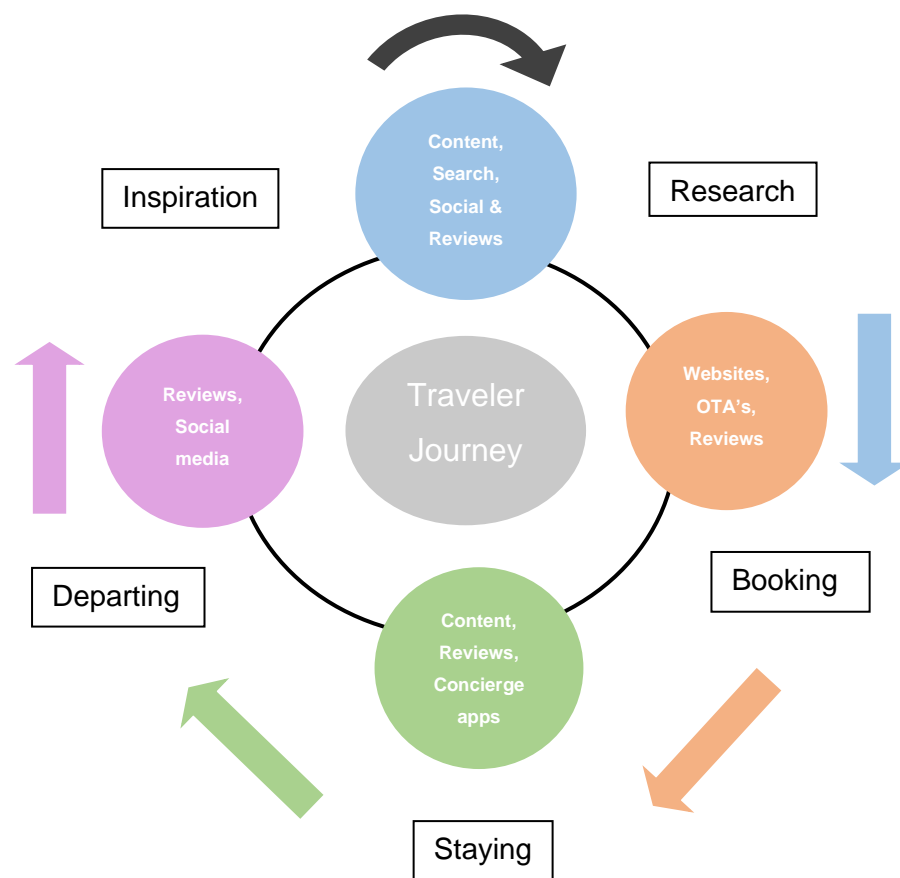 Content,
Search,
Social &
Reviews
Inspiration
Research
Websites,
OTA’s,
Reviews
Reviews,
Social
media
Traveler
Journey
Departing
Booking
Content,
Reviews,
Concierge
apps
Staying